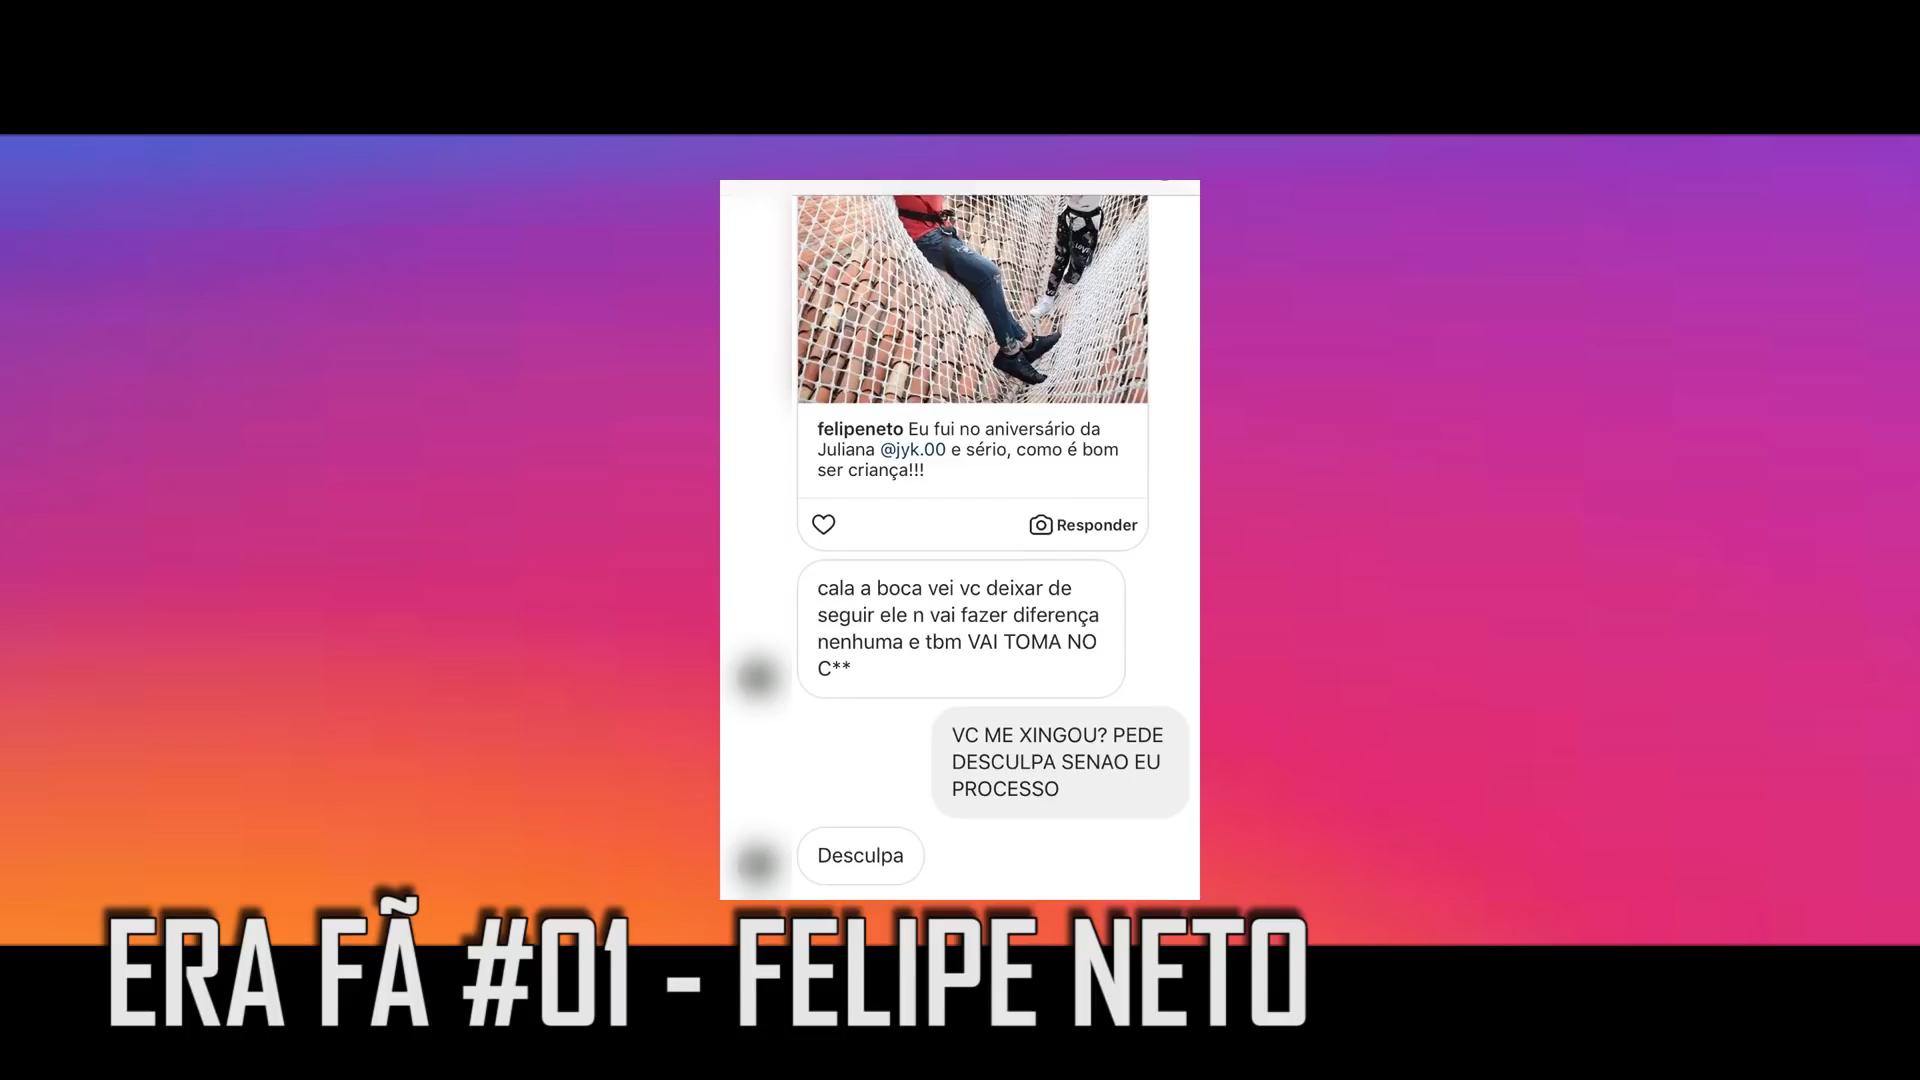 felipeneto Eu fui no aniversário da
Juliana @jyk.00 e sério, como é bom
ser criança!!!
Responder
cala a boca vei vc deixar de
seguir ele n vai fazer diferença
nenhuma e tbm VAI TOMA NO
C**
VC ME XINGOU? PEDE
DESCULPA SENAO EU
PROCESSO
Desculpa
ERA FÃ #01 - FELIPE NETO